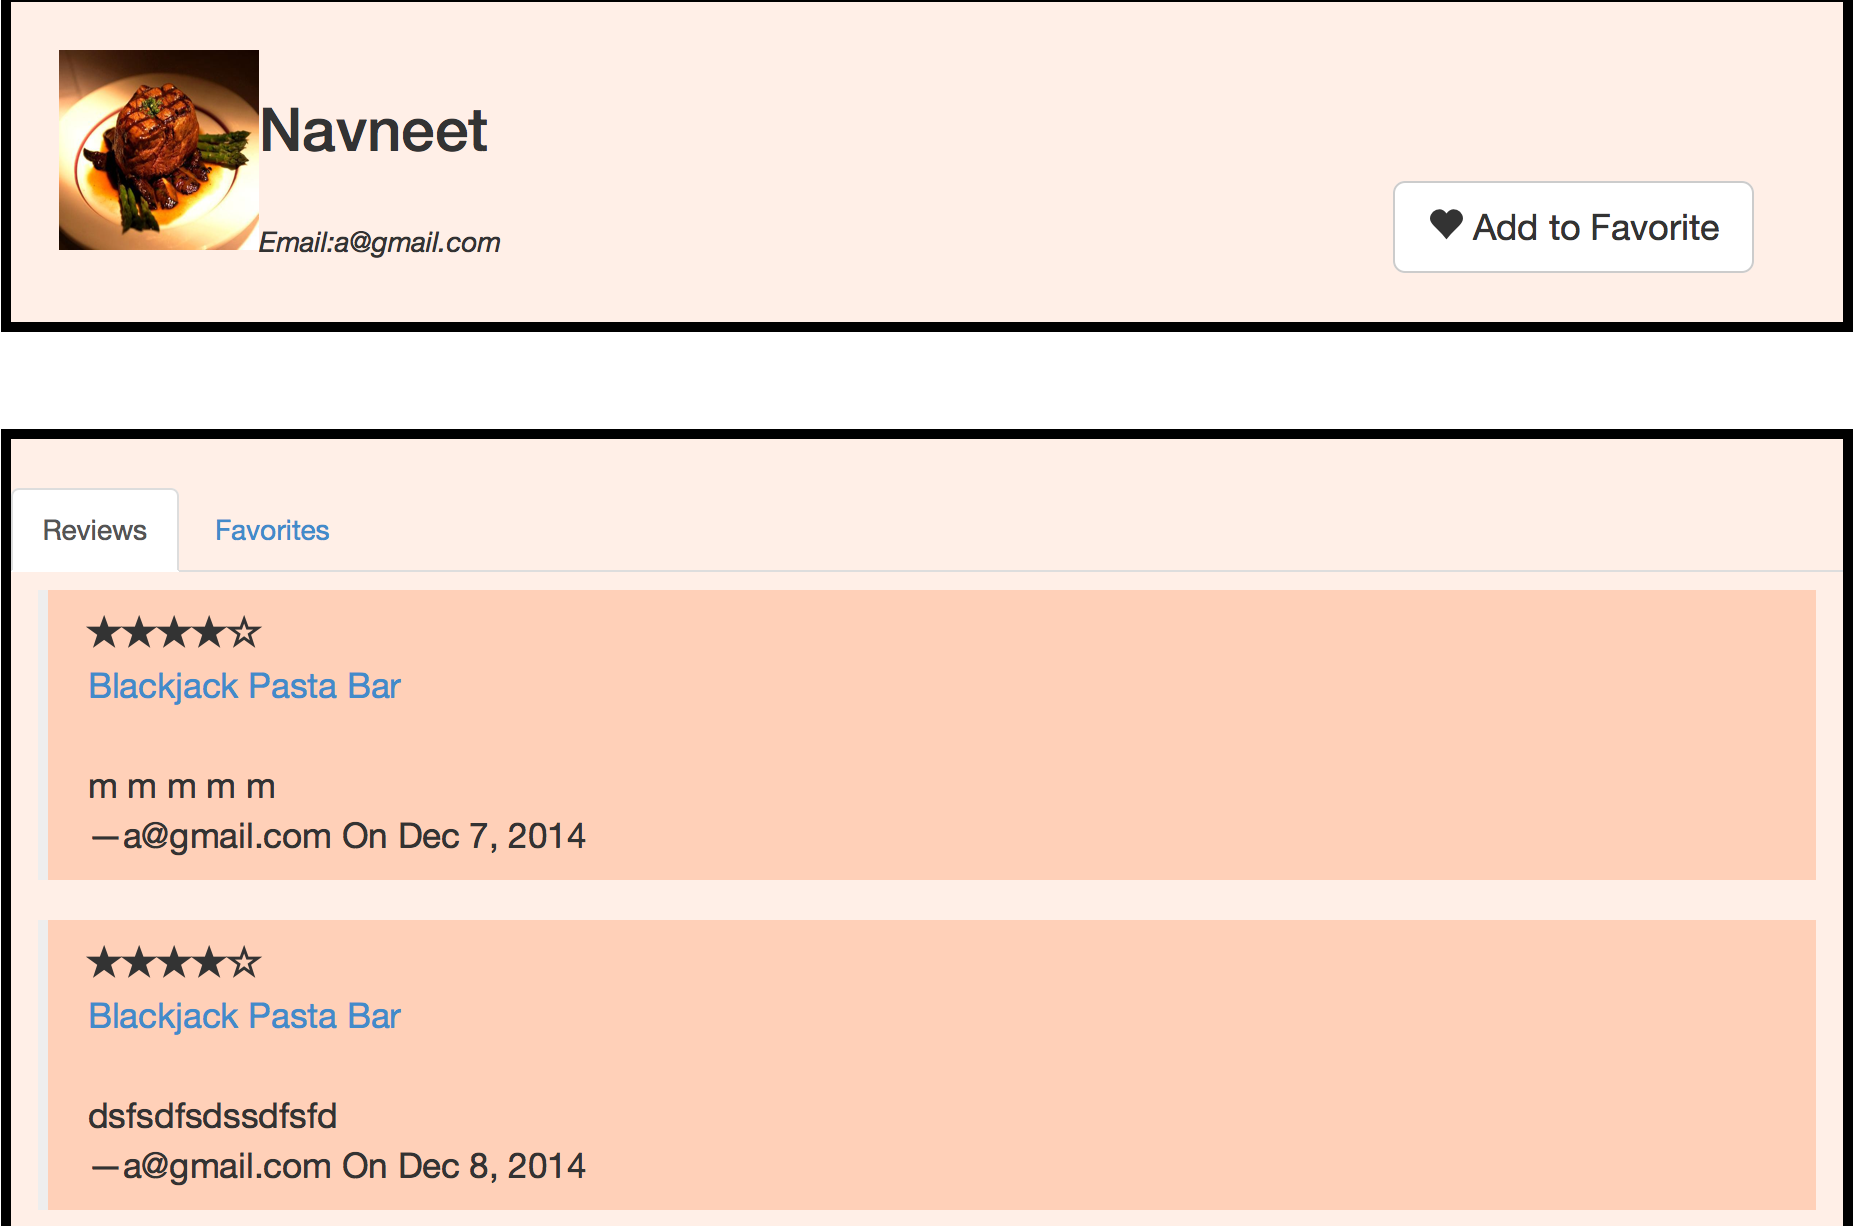 Navneet
Email:a@gmail.com
Add to Favorite
Reviews Favorites
★★★★☆
Blackjack Pasta Bar
m m m m m
—a@gmail.com On Dec 7, 2014
★★★★☆
Blackjack Pasta Bar
dsfsdfsdssdfsfd
—a@gmail.com On Dec 8, 2014